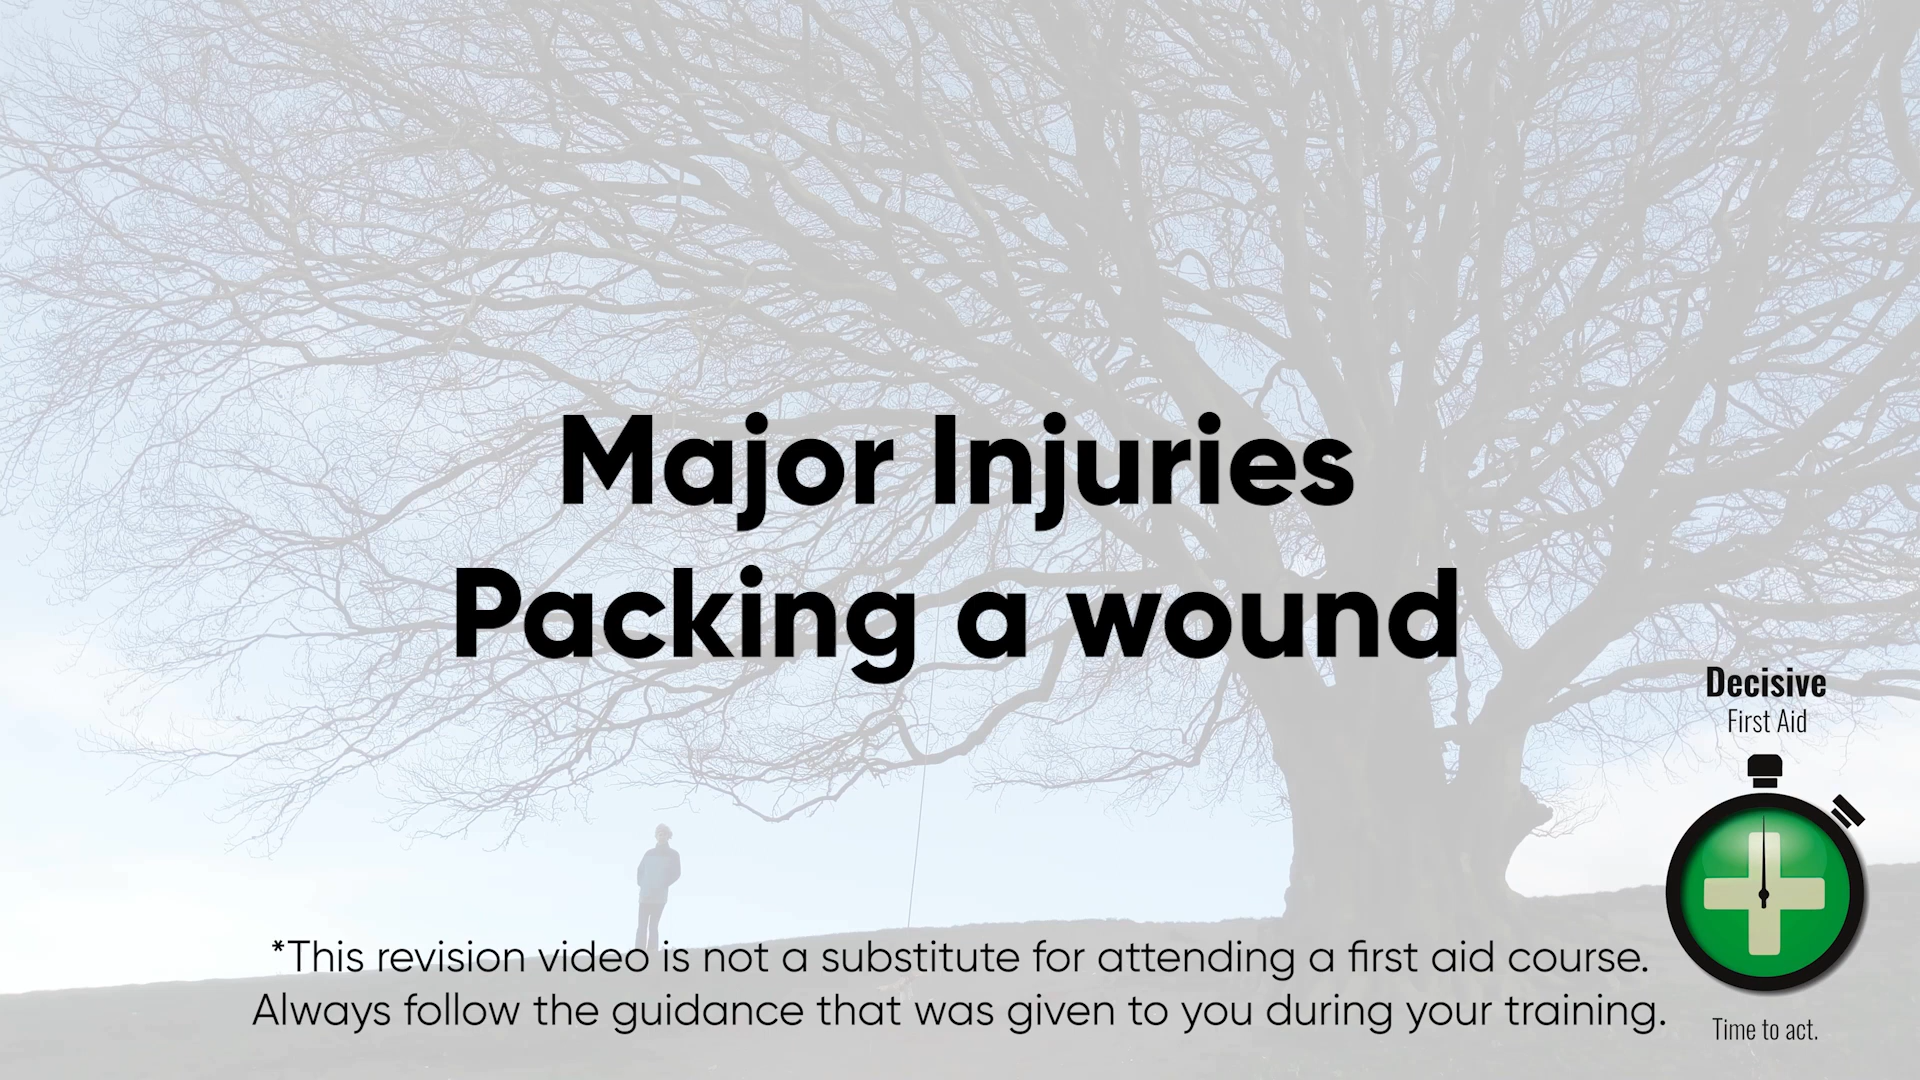 Major Injuries
Packing a wound
Decisive
First Aid
*This revision video is not a substitute for attending a first aid course.
Always follow the guidance that was given to you during your training.
Time to act.